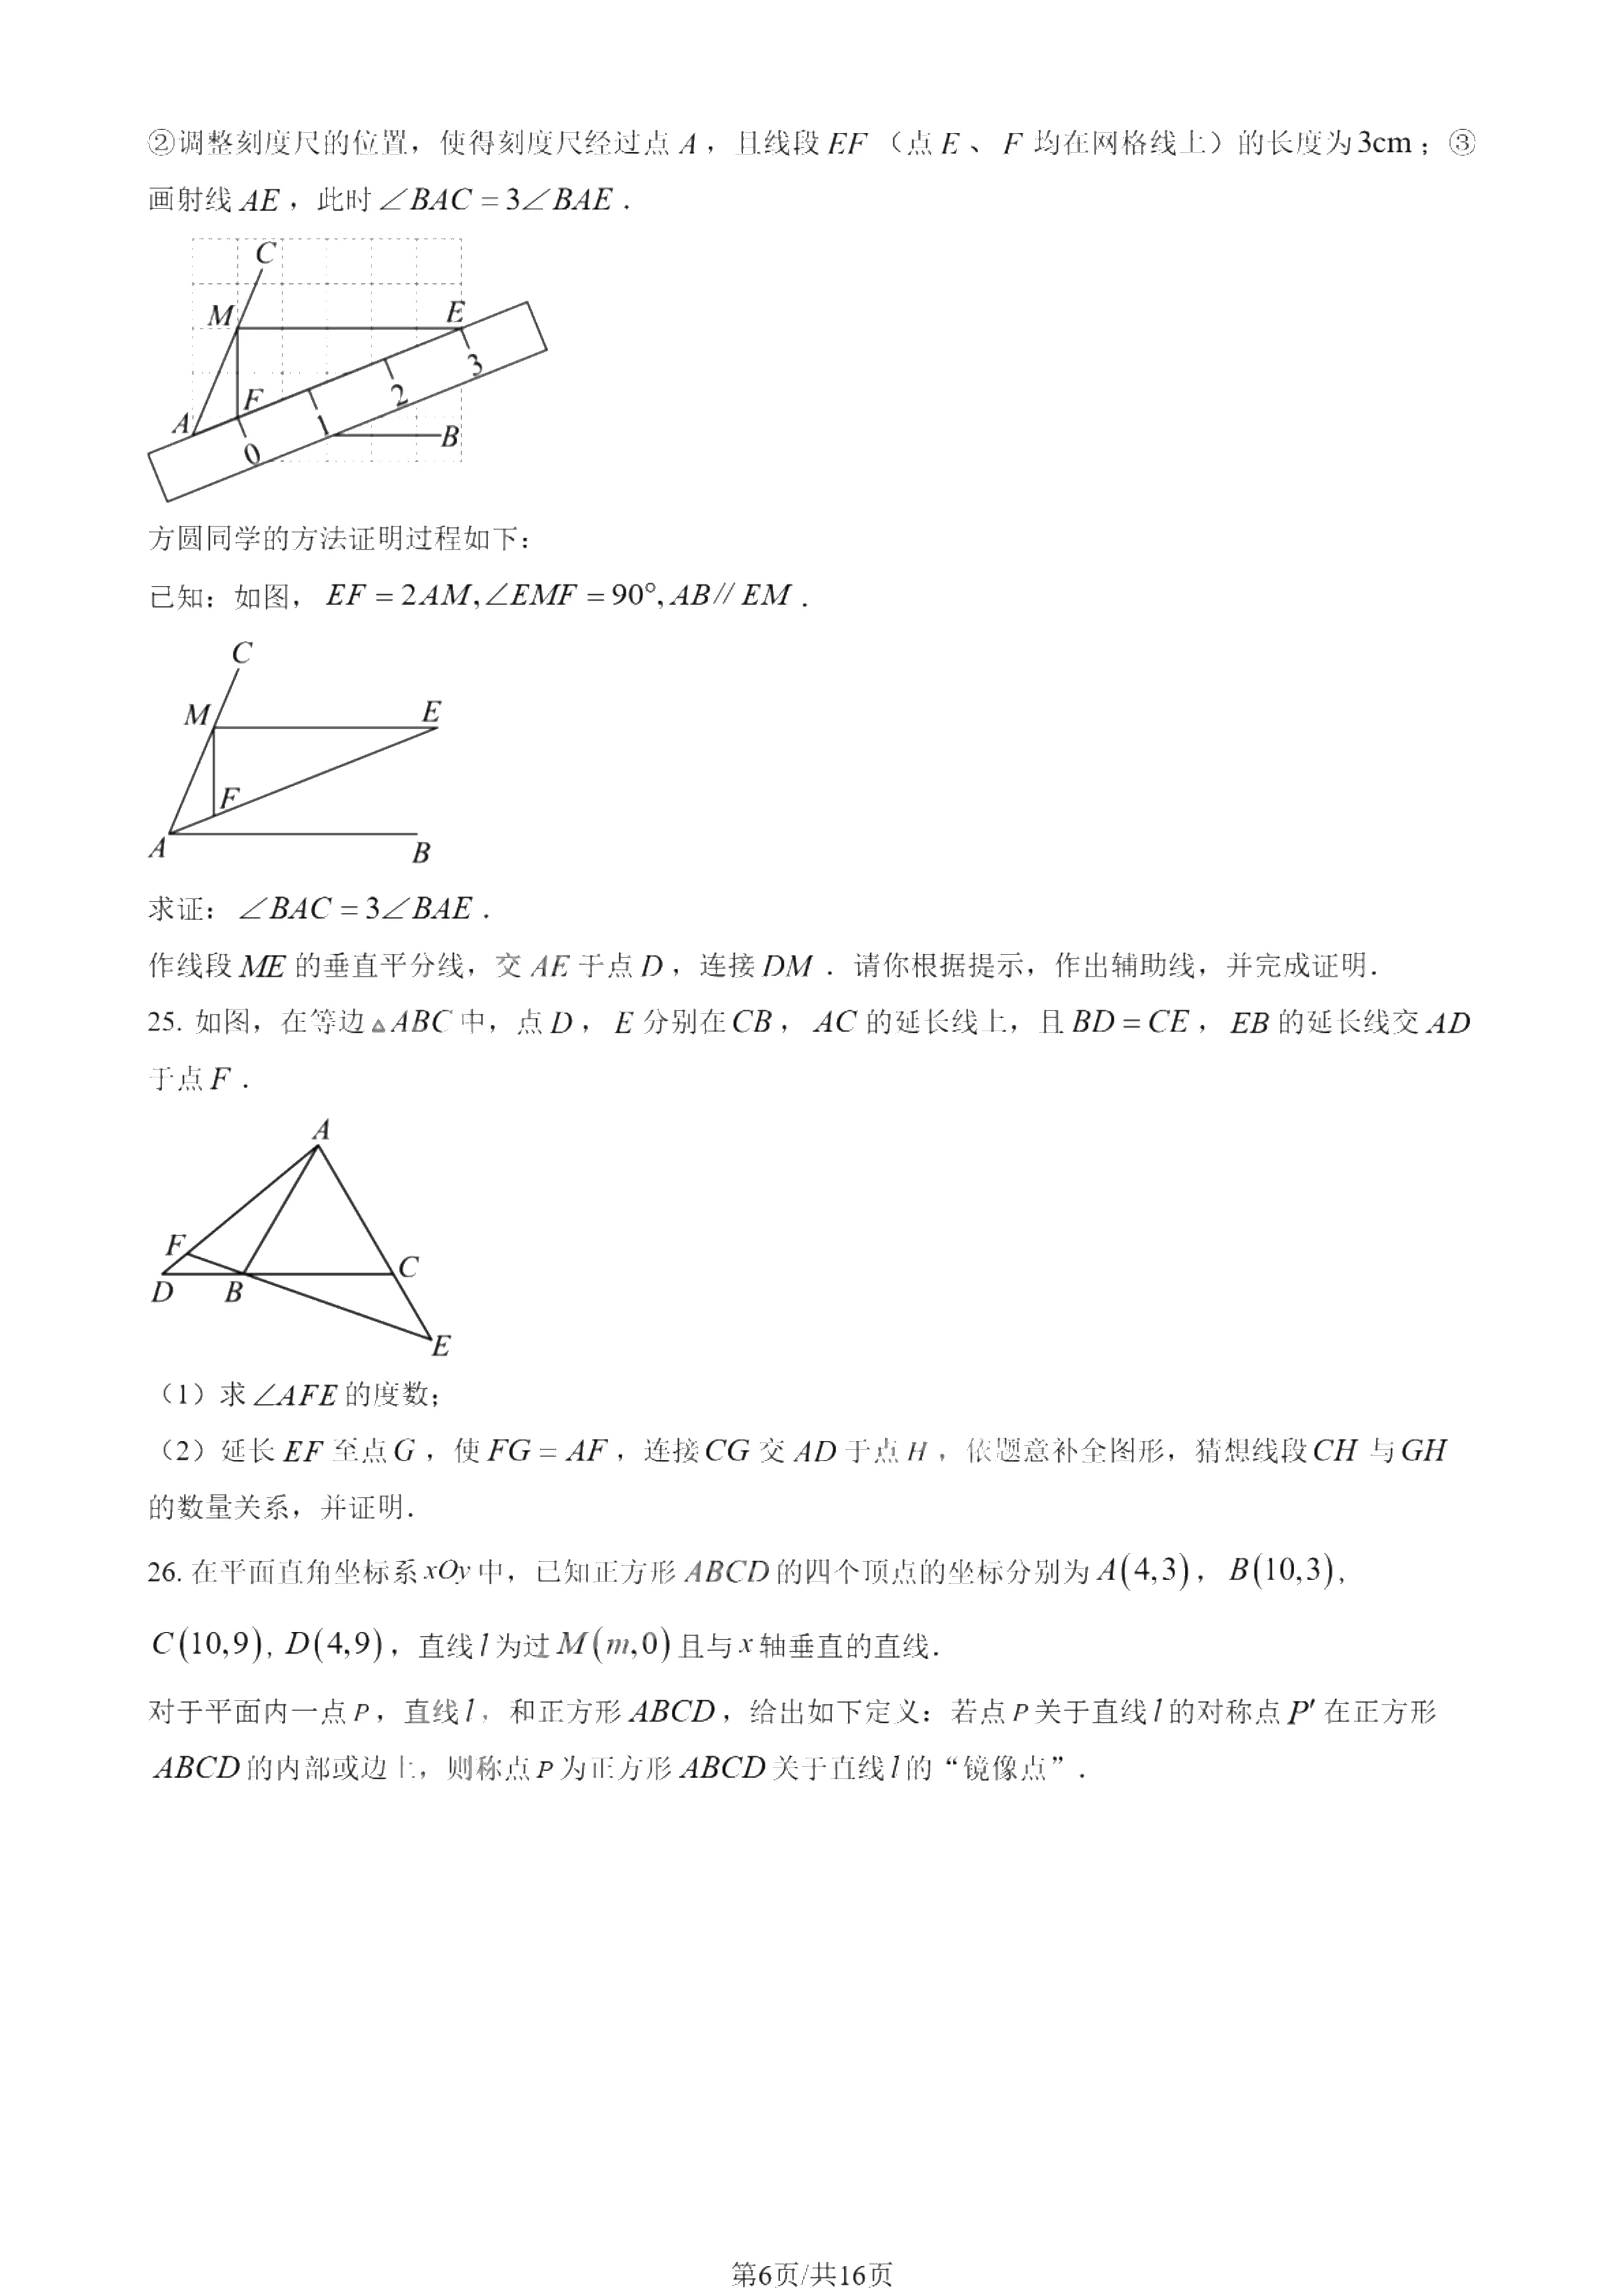 ②调整刻度尺的位置，使得刻度尺经过点 A，且线段 EF（点 E、F 均在网格线上）的长度为3cm；③
画射线 AE，此时∠BAC = 3∠BAE．
C
M
E
3
2
F
A
1
B
0
方圆同学的方法证明过程如下：
已知：如图，EF = 2AM,∠EMF = 90°, AB∥EM．
C
M
E
F
A
B
求证：∠BAC = 3∠BAE．
作线段ME的垂直平分线，交 AE于点D，连接DM．请你根据提示，作出辅助线，并完成证明．
25. 如图，在等边△ABC中，点D，E分别在CB，AC的延长线上，且BD = CE，EB的延长线交AD
于点F．
A
F
C
D
B
E
（1）求∠AFE的度数；
（2）延长EF至点G，使FG = AF，连接CG交AD于点H，依题意补全图形，猜想线段CH与GH
的数量关系，并证明．
26. 在平面直角坐标系xOy中，已知正方形ABCD的四个顶点的坐标分别为A(4,3)，B(10,3)，
C(10,9), D(4,9)，直线l为过M(m,0)且与x轴垂直的直线．
对于平面内一点P，直线l，和正方形ABCD，给出如下定义：若点P关于直线l的对称点P′在正方形
ABCD的内部或边上，则称点P为正方形ABCD关于直线l的“镜像点”．
第6页/共16页